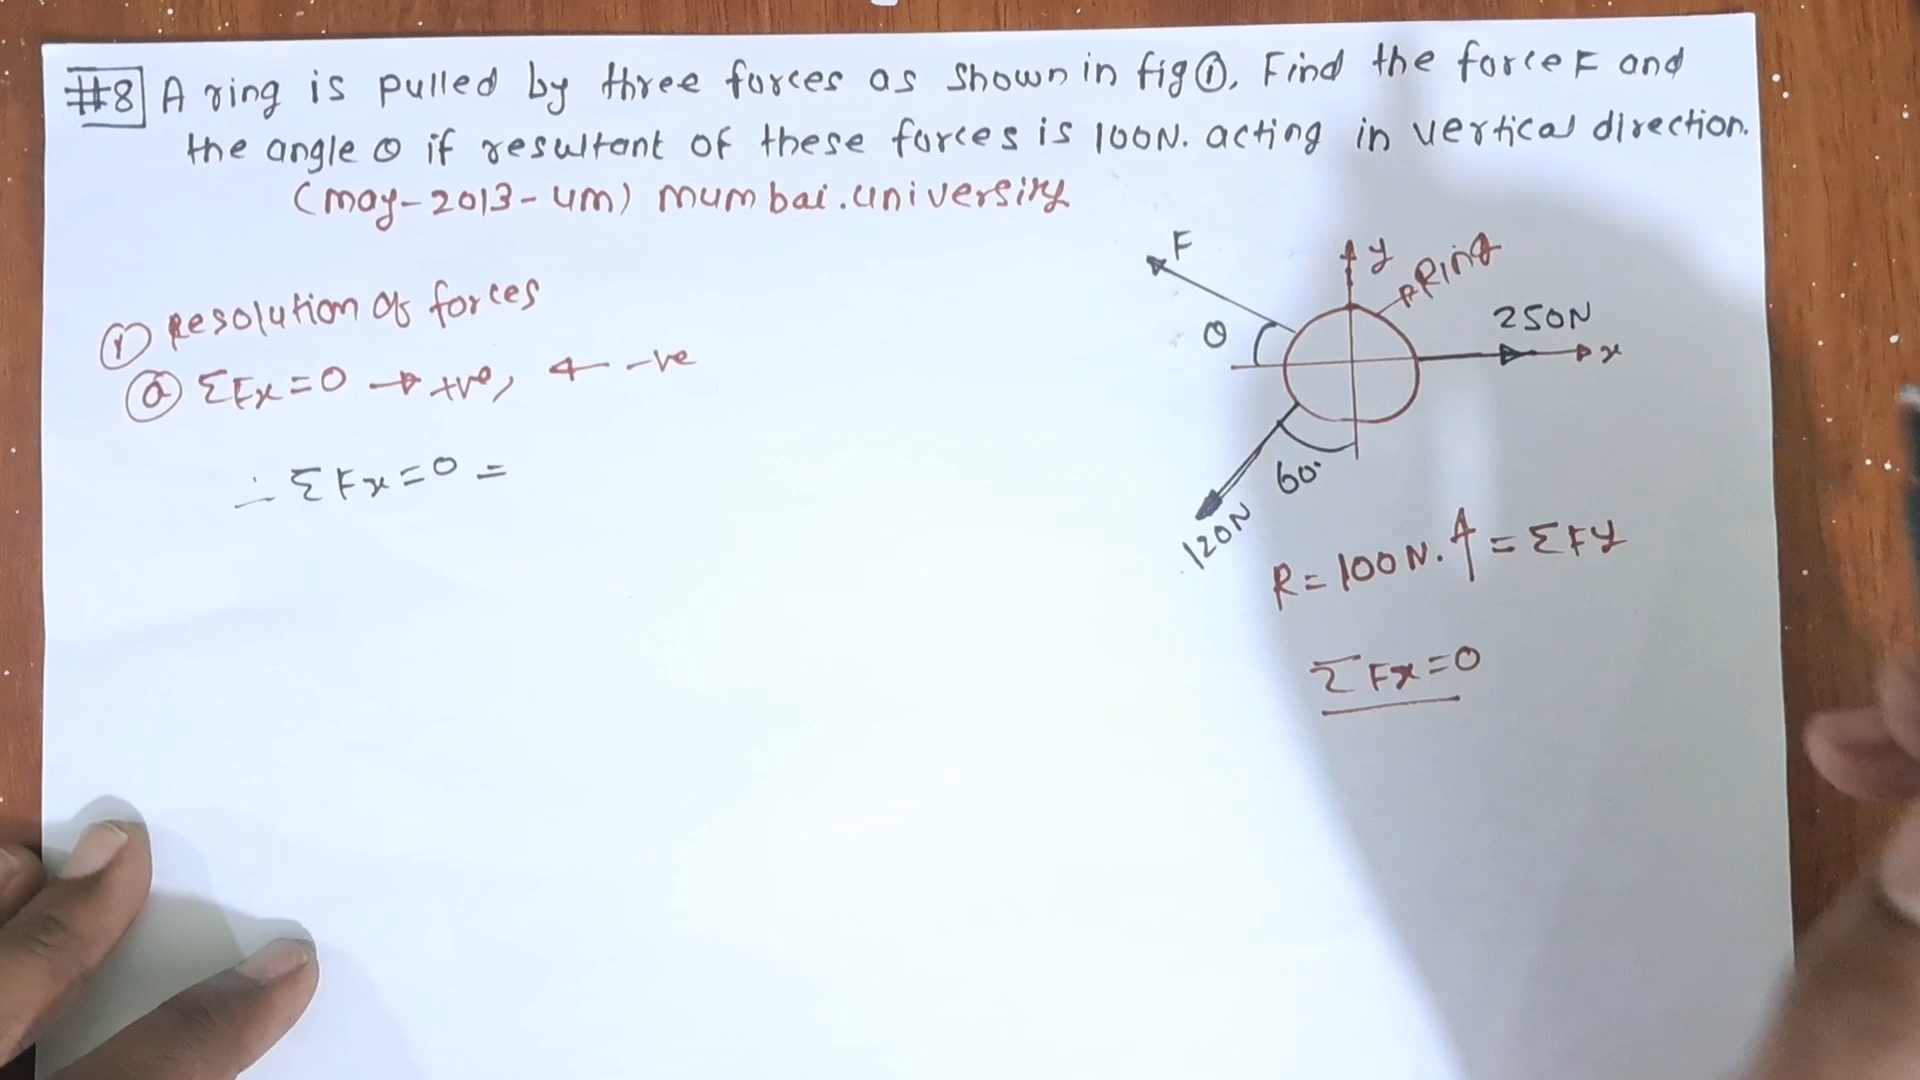 #8 A ring is pulled by three forces as shown in fig ①. Find the force F and
the angle θ if resultant of these forces is 100N. acting in vertical direction.
(may-2013-4m) mumbai.university
① Resolution of forces
ⓐ ΣFx=0 → +ve, ← -ve
∴ ΣFx=0 =
F
y
Ring
250N
x
θ
60°
120N
R=100N.↑=ΣFy
ΣFx=0